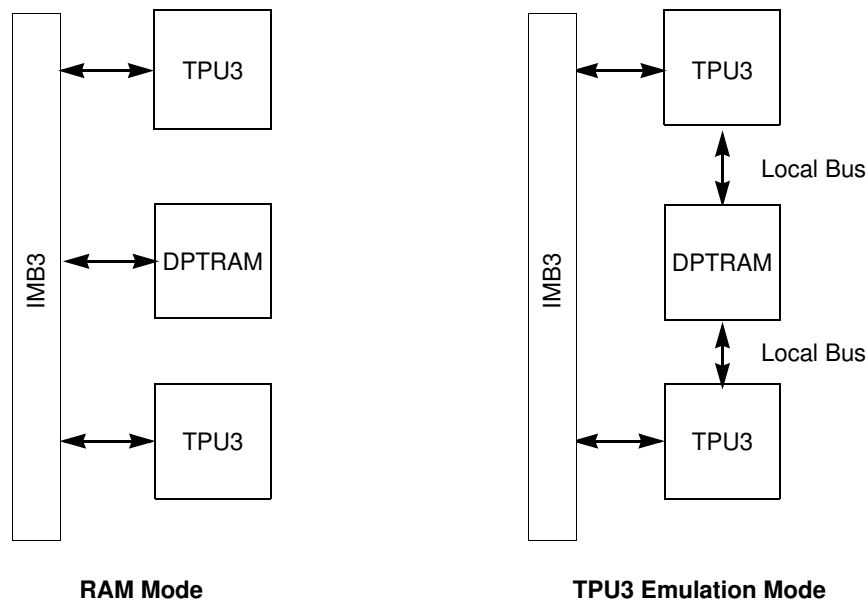 TPU3
IMB3
DPTRAM
TPU3
RAM Mode
TPU3
Local Bus
IMB3
DPTRAM
Local Bus
TPU3
TPU3 Emulation Mode